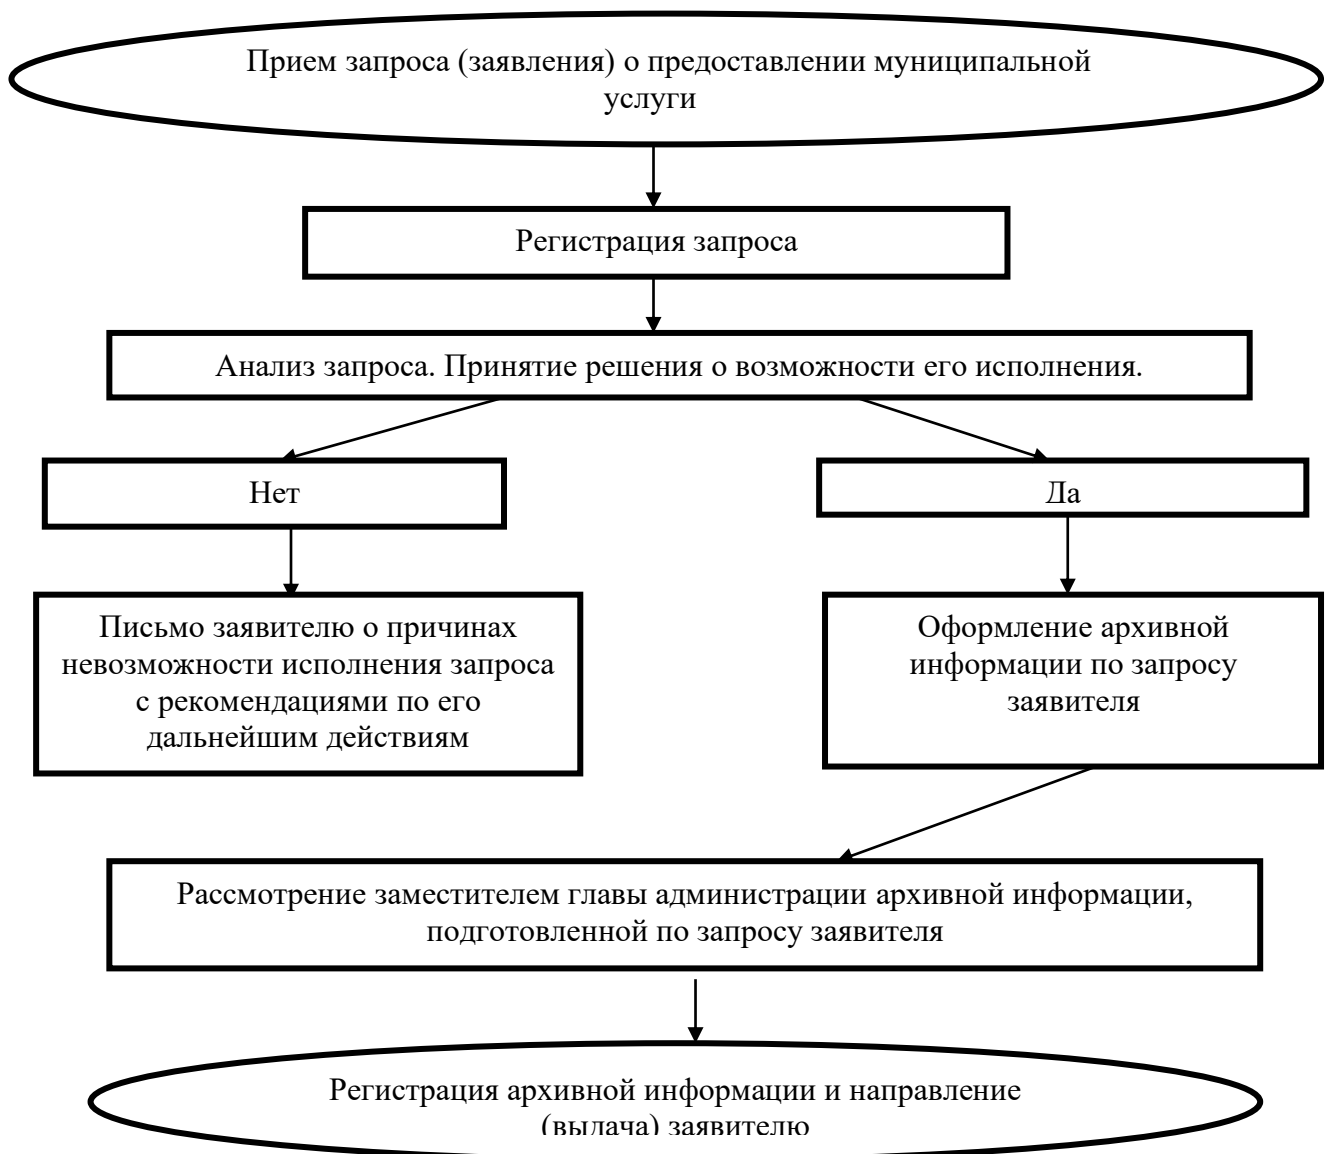 Прием запроса (заявления) о предоставлении муниципальной
услуги
Регистрация запроса
Анализ запроса. Принятие решения о возможности его исполнения.
Нет
Да
Письмо заявителю о причинах
невозможности исполнения запроса
с рекомендациями по его
дальнейшим действиям
Оформление архивной
информации по запросу
заявителя
Рассмотрение заместителем главы администрации архивной информации,
подготовленной по запросу заявителя
Регистрация архивной информации и направление
(выдача) заявителю